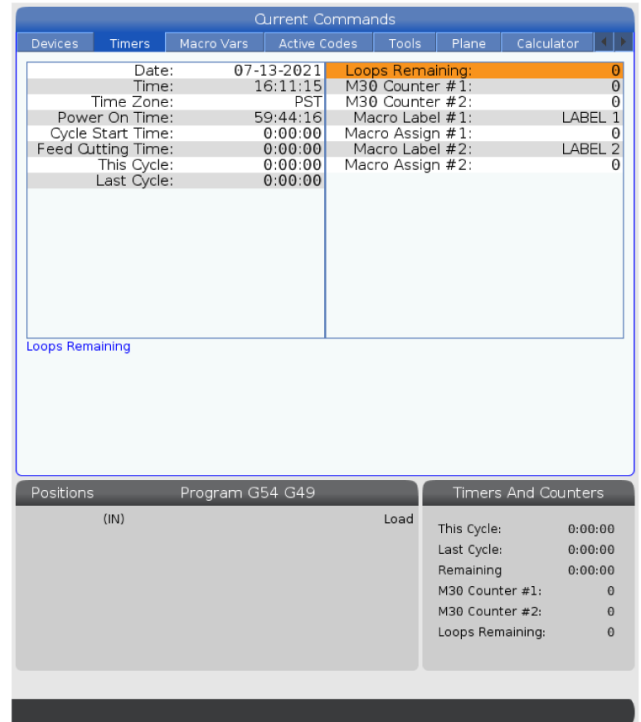 Current Commands
Devices Timers Macro Vars Active Codes Tools Plane Calculator
Date: 07-13-2021
Time: 16:11:15
Time Zone: PST
Power On Time: 59:44:16
Cycle Start Time: 0:00:00
Feed Cutting Time: 0:00:00
This Cycle: 0:00:00
Last Cycle: 0:00:00
Loops Remaining: 0
M30 Counter #1: 0
M30 Counter #2: 0
Macro Label #1: LABEL 1
Macro Assign #1: 0
Macro Label #2: LABEL 2
Macro Assign #2: 0
Loops Remaining
Positions Program G54 G49
(IN) Load
Timers And Counters
This Cycle: 0:00:00
Last Cycle: 0:00:00
Remaining 0:00:00
M30 Counter #1: 0
M30 Counter #2: 0
Loops Remaining: 0